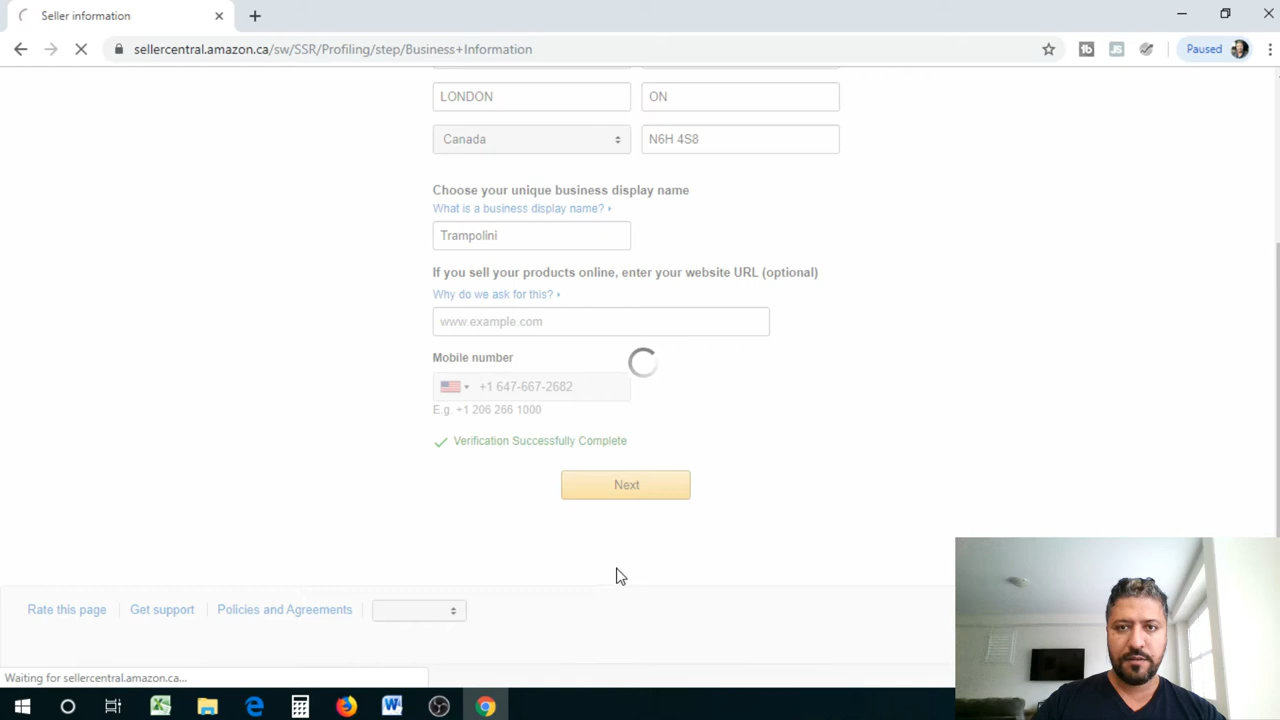 Seller information
sellercentral.amazon.ca/sw/SSR/Profiling/step/Business+Information
Paused
LONDON
ON
Canada
N6H 4S8
Choose your unique business display name
What is a business display name?
Trampolini
If you sell your products online, enter your website URL (optional)
Why do we ask for this?
www.example.com
Mobile number
+1 647-667-2682
E.g. +1 206 266 1000
Verification Successfully Complete
Next
Rate this page
Get support
Policies and Agreements
Waiting for sellercentral.amazon.ca...